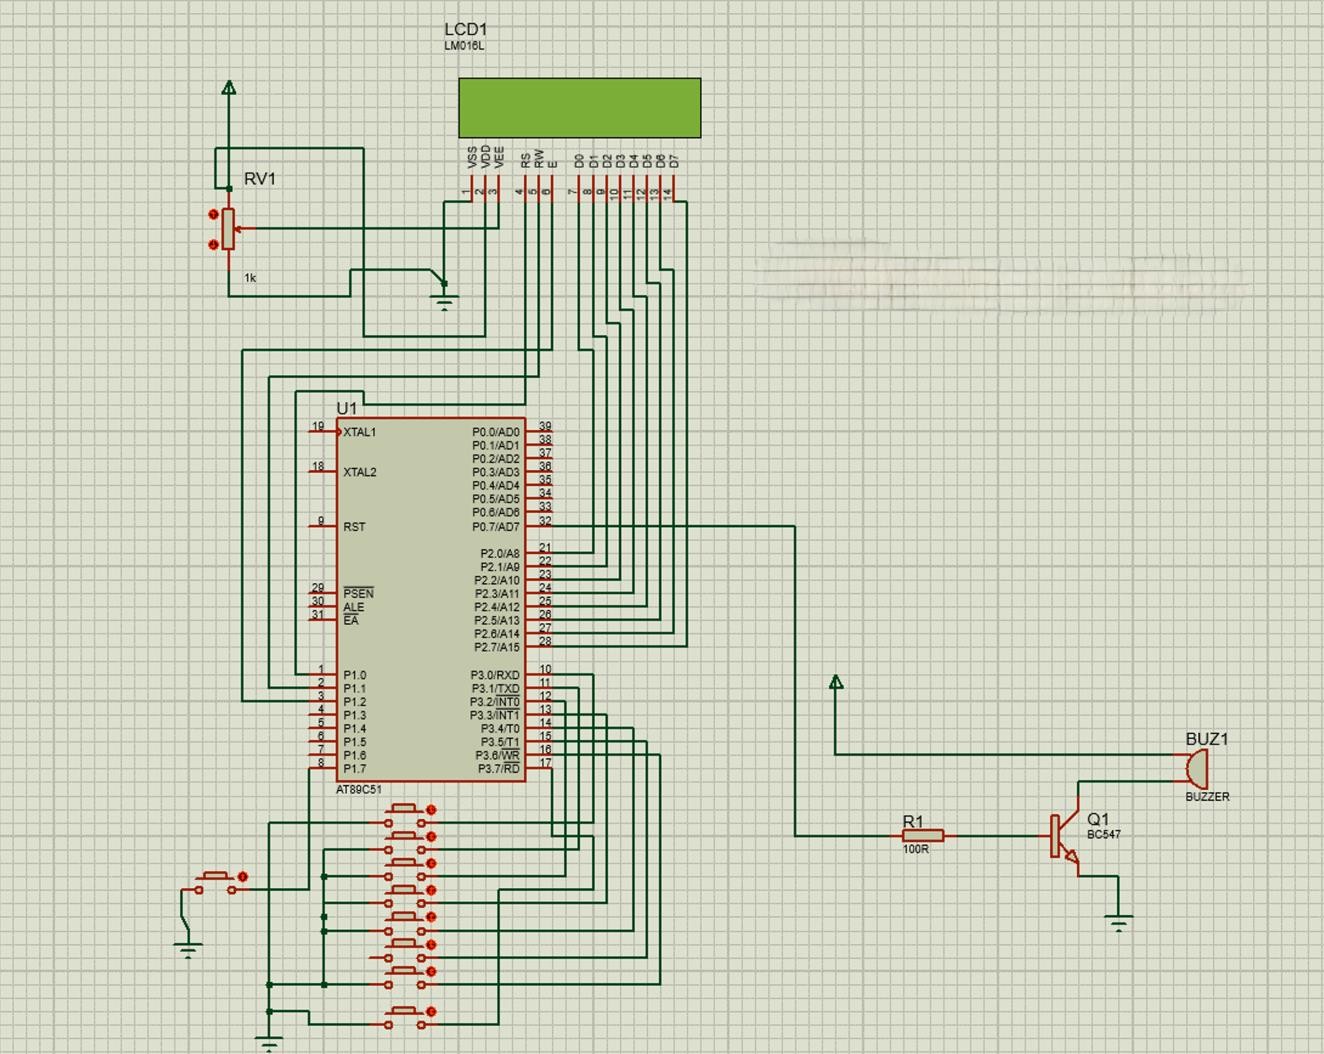 LCD1
LM016L
VSS
VDD
VEE
RS
RW
E
D0
D1
D2
D3
D4
D5
D6
D7
1
2
3
4
5
6
7
8
9
10
11
12
13
14
RV1
1k
U1
19 XTAL1
18 XTAL2
9 RST
29 PSEN
30 ALE
31 EA
1 P1.0
2 P1.1
3 P1.2
4 P1.3
5 P1.4
6 P1.5
7 P1.6
8 P1.7
P0.0/AD0 39
P0.1/AD1 38
P0.2/AD2 37
P0.3/AD3 36
P0.4/AD4 35
P0.5/AD5 34
P0.6/AD6 33
P0.7/AD7 32
P2.0/A8 21
P2.1/A9 22
P2.2/A10 23
P2.3/A11 24
P2.4/A12 25
P2.5/A13 26
P2.6/A14 27
P2.7/A15 28
P3.0/RXD 10
P3.1/TXD 11
P3.2/INT0 12
P3.3/INT1 13
P3.4/T0 14
P3.5/T1 15
P3.6/WR 16
P3.7/RD 17
AT89C51
BUZ1
BUZZER
R1
100R
Q1
BC547